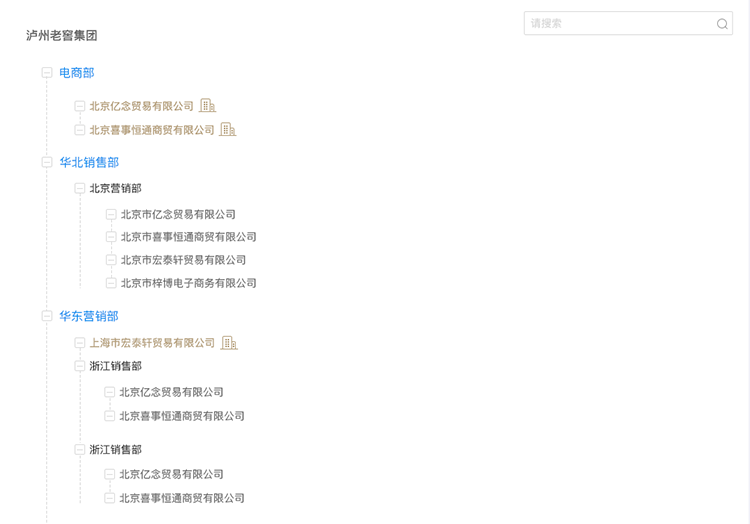 请搜索
泸州老窖集团
电商部
北京亿念贸易有限公司
北京喜事恒通商贸有限公司
华北销售部
北京营销部
北京市亿念贸易有限公司
北京市喜事恒通商贸有限公司
北京市宏泰轩贸易有限公司
北京市梓博电子商务有限公司
华东营销部
上海市宏泰轩贸易有限公司
浙江销售部
北京亿念贸易有限公司
北京喜事恒通商贸有限公司
浙江销售部
北京亿念贸易有限公司
北京喜事恒通商贸有限公司